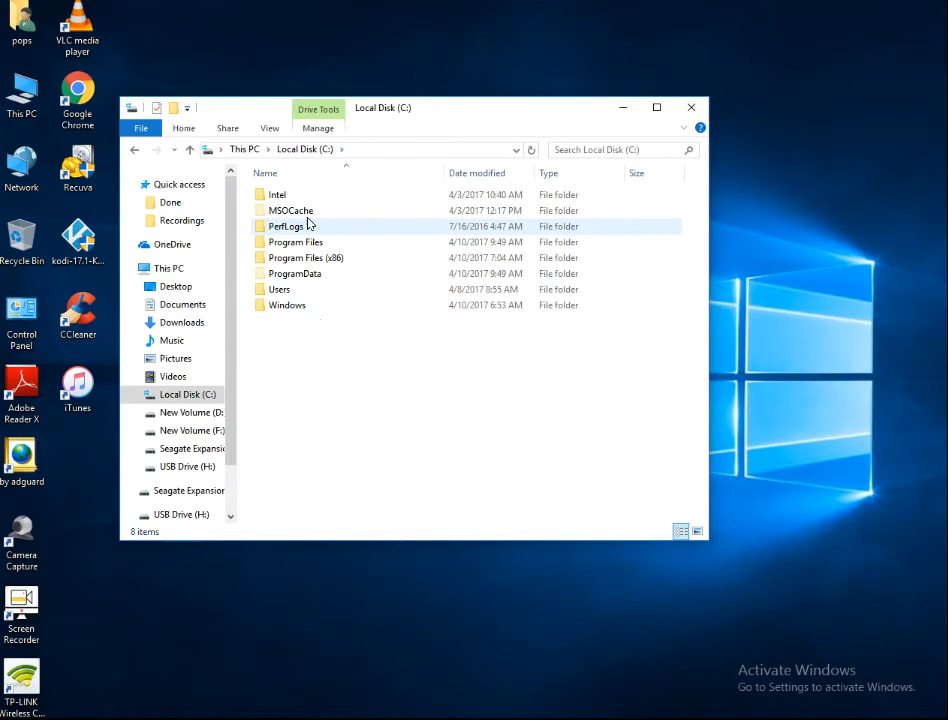 pops
VLC media
player
This PC
Google
Chrome
Network
Recuva
Recycle Bin
kodi-17.1-K...
Control
Panel
CCleaner
Adobe
Reader X
iTunes
by adguard
Camera
Capture
Screen
Recorder
TP-LINK
Wireless C...
Drive Tools
Local Disk (C:)
File
Home
Share
View
Manage
This PC > Local Disk (C:) >
Search Local Disk (C:)
Name
Date modified
Type
Size
Quick access
Done
Recordings
OneDrive
This PC
Desktop
Documents
Downloads
Music
Pictures
Videos
Local Disk (C:)
New Volume (D:
New Volume (F:)
Seagate Expansio
USB Drive (H:)
Seagate Expansion
USB Drive (H:)
Intel 4/3/2017 10:40 AM File folder
MSOCache 4/3/2017 12:17 PM File folder
PerfLogs 7/16/2016 4:47 AM File folder
Program Files 4/10/2017 9:49 AM File folder
Program Files (x86) 4/10/2017 7:04 AM File folder
ProgramData 4/10/2017 9:49 AM File folder
Users 4/8/2017 8:55 AM File folder
Windows 4/10/2017 6:53 AM File folder
8 items
Activate Windows
Go to Settings to activate Windows.